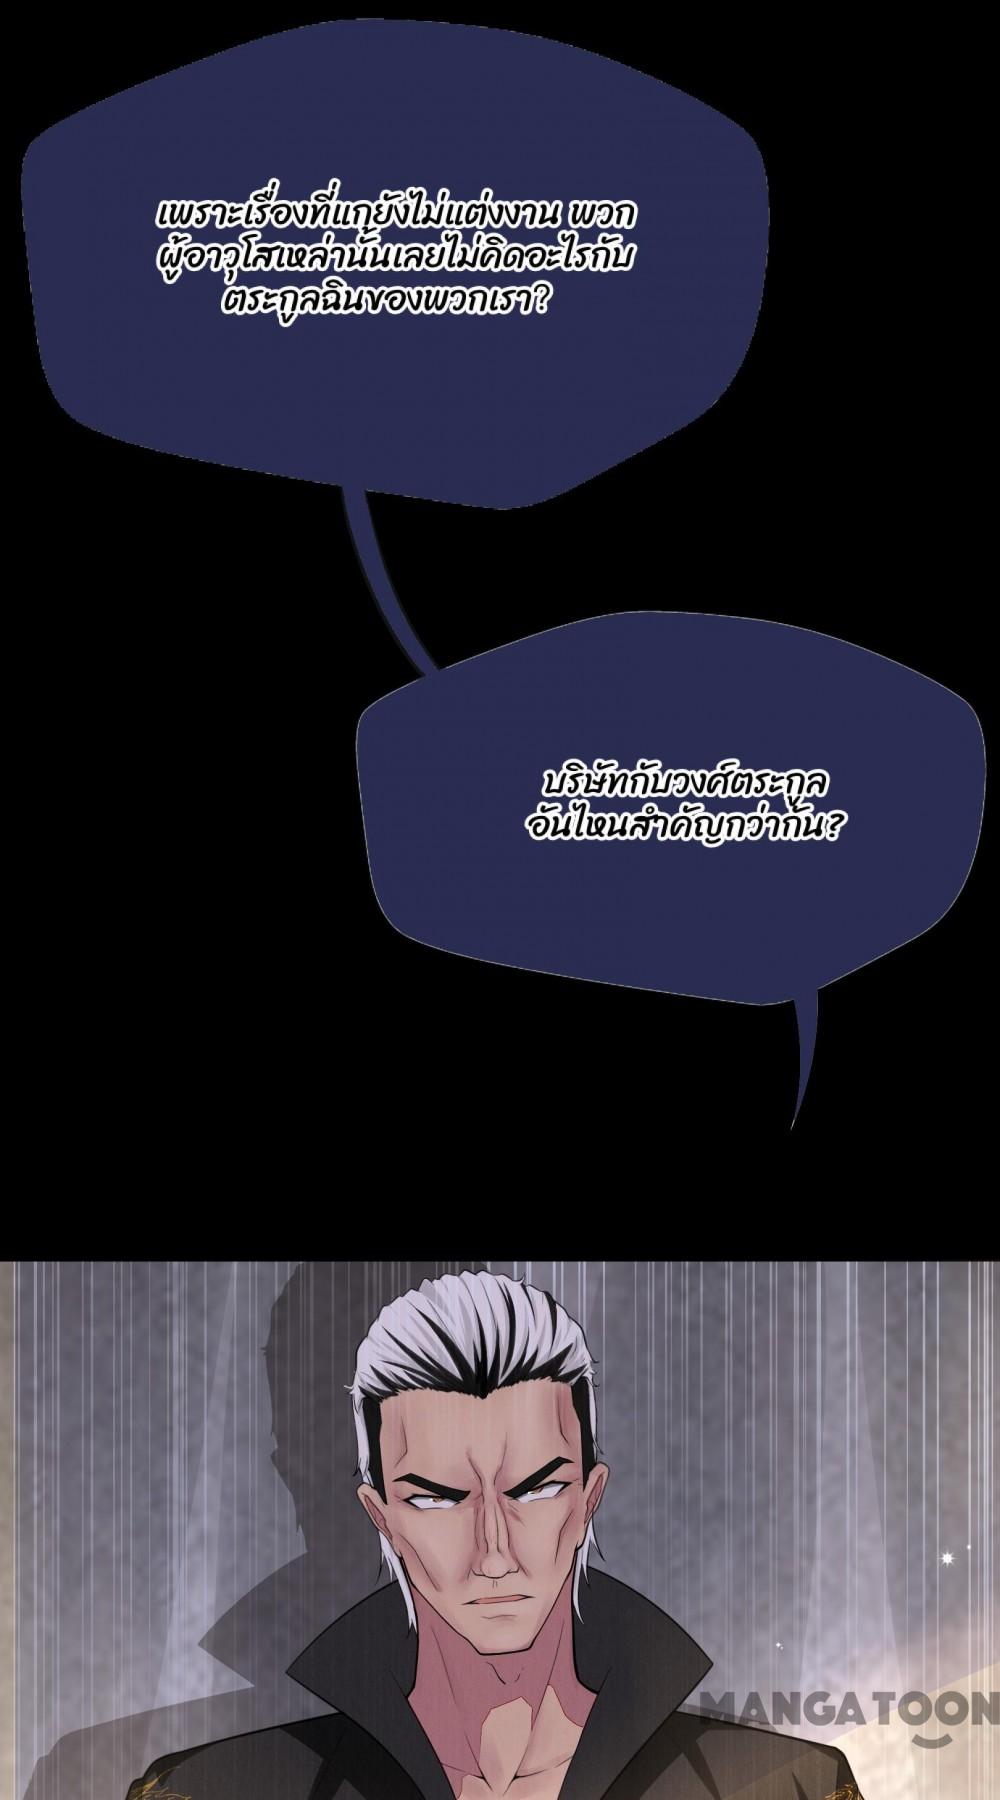 เพราะเรื่องที่แกยังไม่แต่งงาน พวก
ผู้อาวุโสเหล่านั้นเลยไม่คิดอะไรกับ
ตระกูลฉินของพวกเรา?
บริษัทกับวงศ์ตระกูล
อันไหนสำคัญกว่ากัน?
MANGATOON